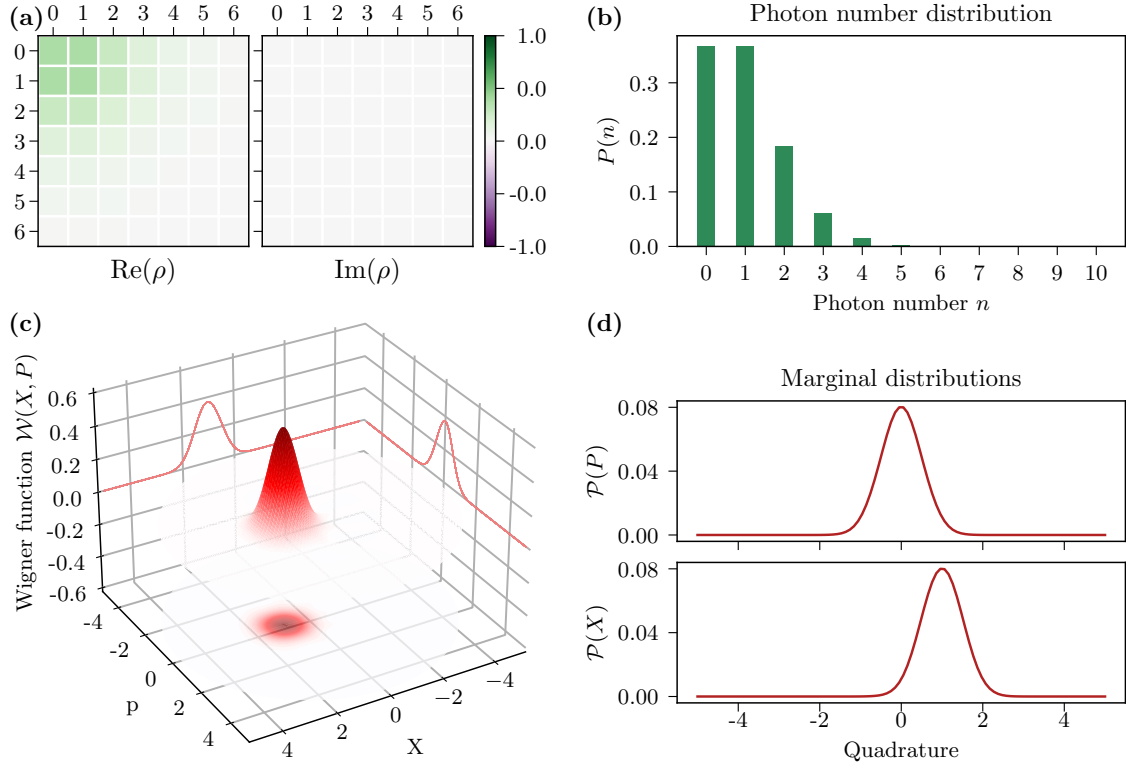 (a)
0 1 2 3 4 5 6
0 1 2 3 4 5 6
0
1
2
3
4
5
6
1.0
0.0
0.0
-0.0
-1.0
Re(ρ)
Im(ρ)
(b)
Photon number distribution
P(n)
0.3
0.2
0.1
0.0
0 1 2 3 4 5 6 7 8 9 10
Photon number n
(c)
Wigner function 𝒲(X, P)
0.6
0.4
0.2
0.0
-0.2
-0.4
-0.6
-4
-2
0
2
4
p
4
2
0
−2
−4
X
(d)
Marginal distributions
𝒫(P)
0.08
0.04
0.00
𝒫(X)
0.08
0.04
0.00
-4 -2 0 2 4
Quadrature